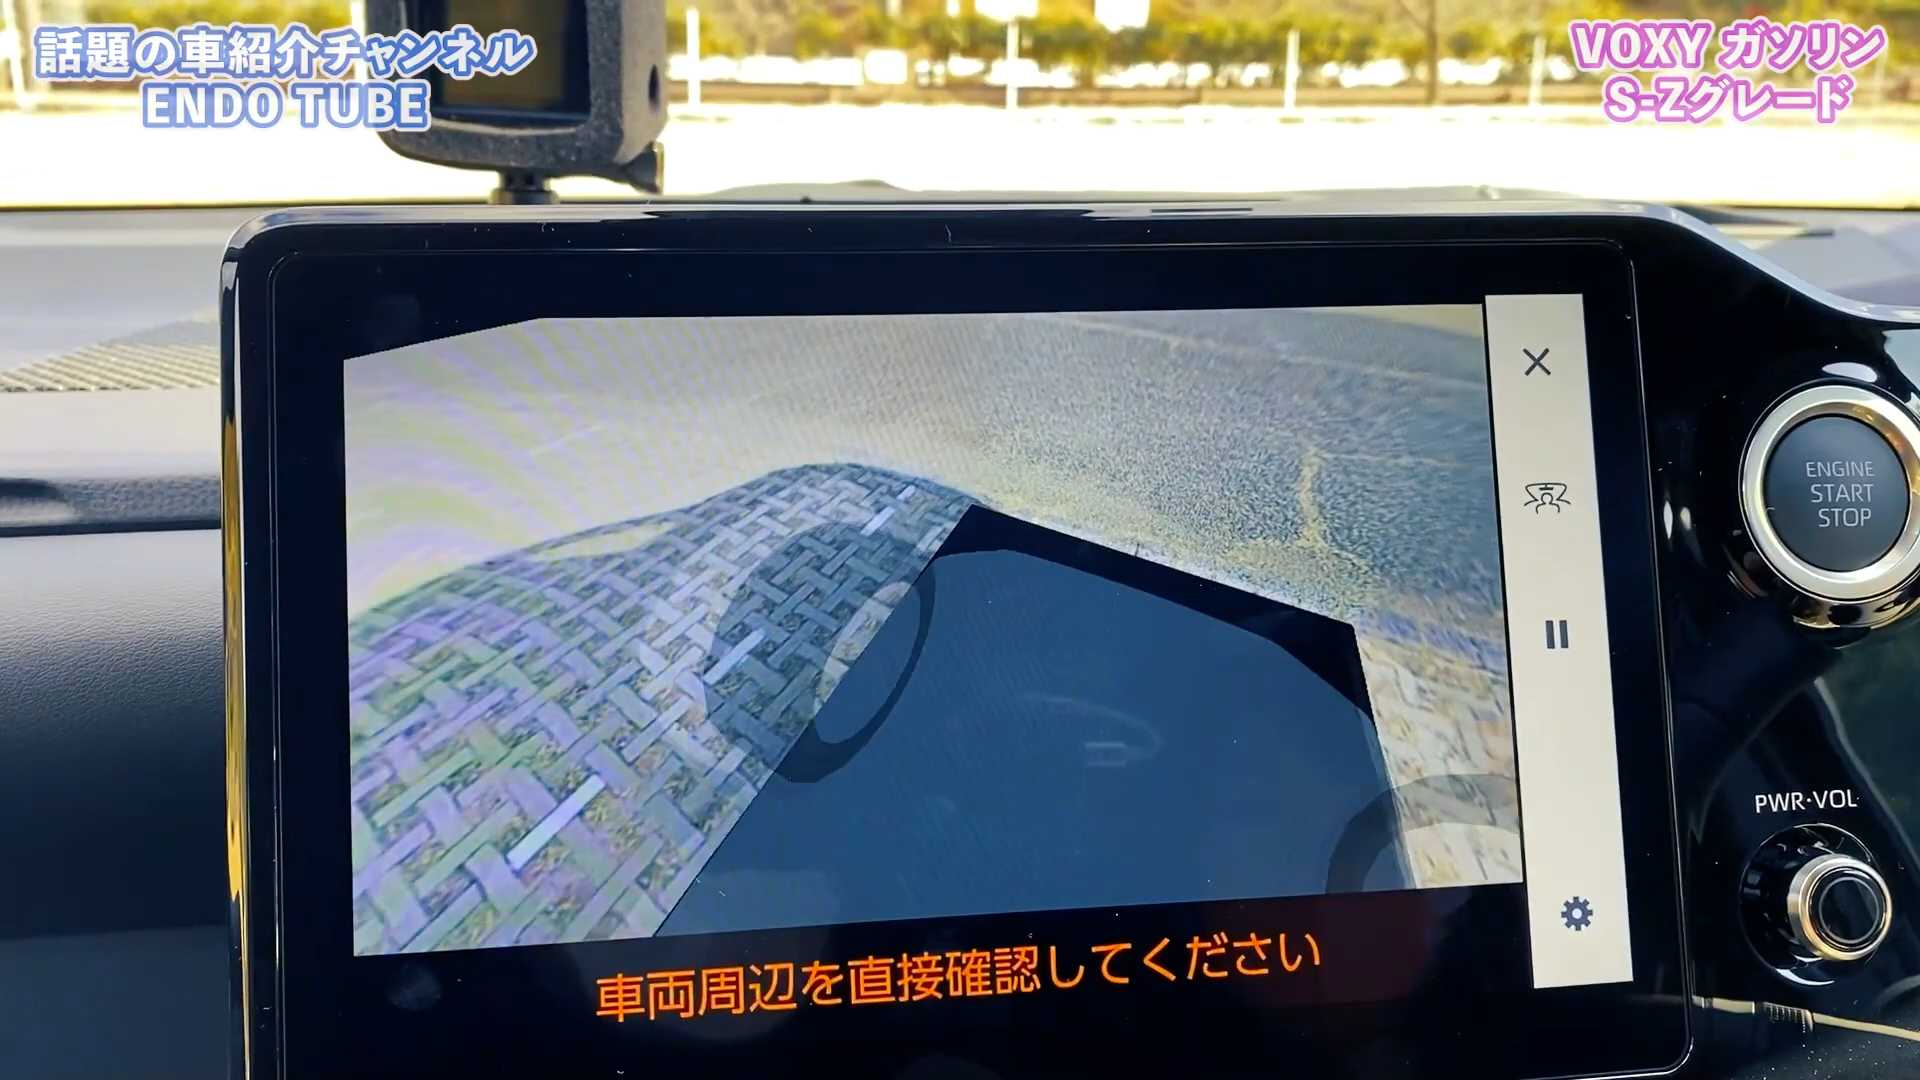 話題の車紹介チャンネル
ENDO TUBE
VOXY ガソリン
S-Zグレード
ENGINE
START
STOP
PWR・VOL
車両周辺を直接確認してください